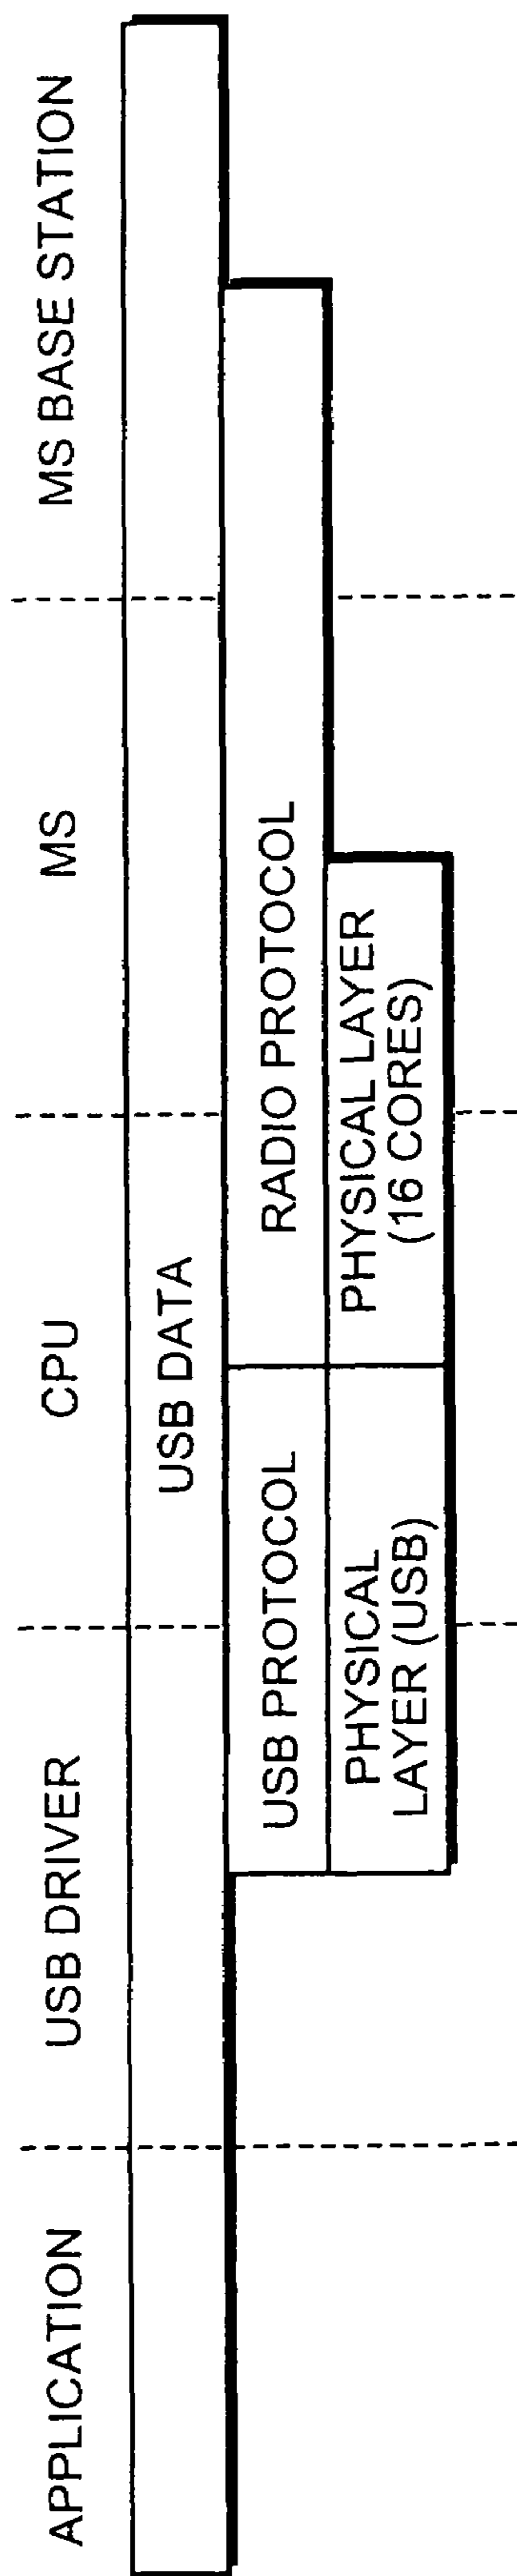 APPLICATION
USB DRIVER
CPU
MS
MS BASE STATION
USB DATA
USB PROTOCOL
RADIO PROTOCOL
PHYSICAL
LAYER (USB)
PHYSICAL LAYER
(16 CORES)